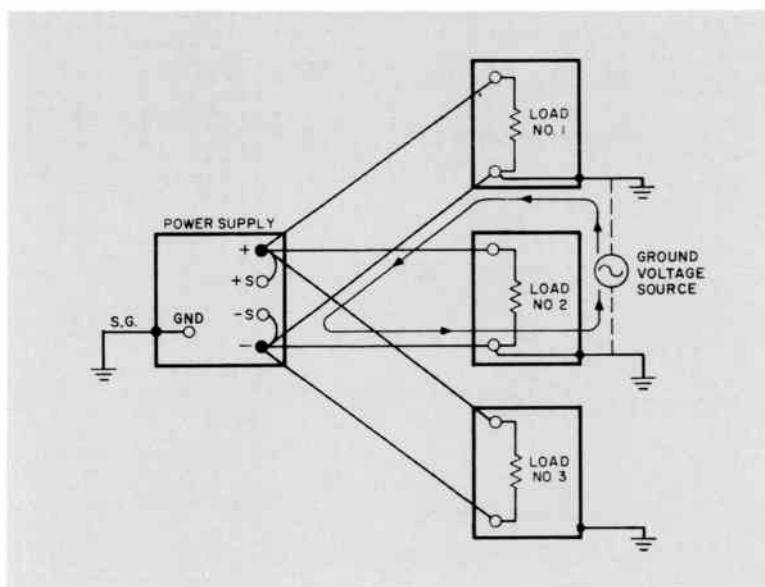 LOAD
NO. 1
POWER SUPPLY
+
+S
-S
-
S.G.
GND
LOAD
NO. 2
GROUND
VOLTAGE
SOURCE
LOAD
NO. 3